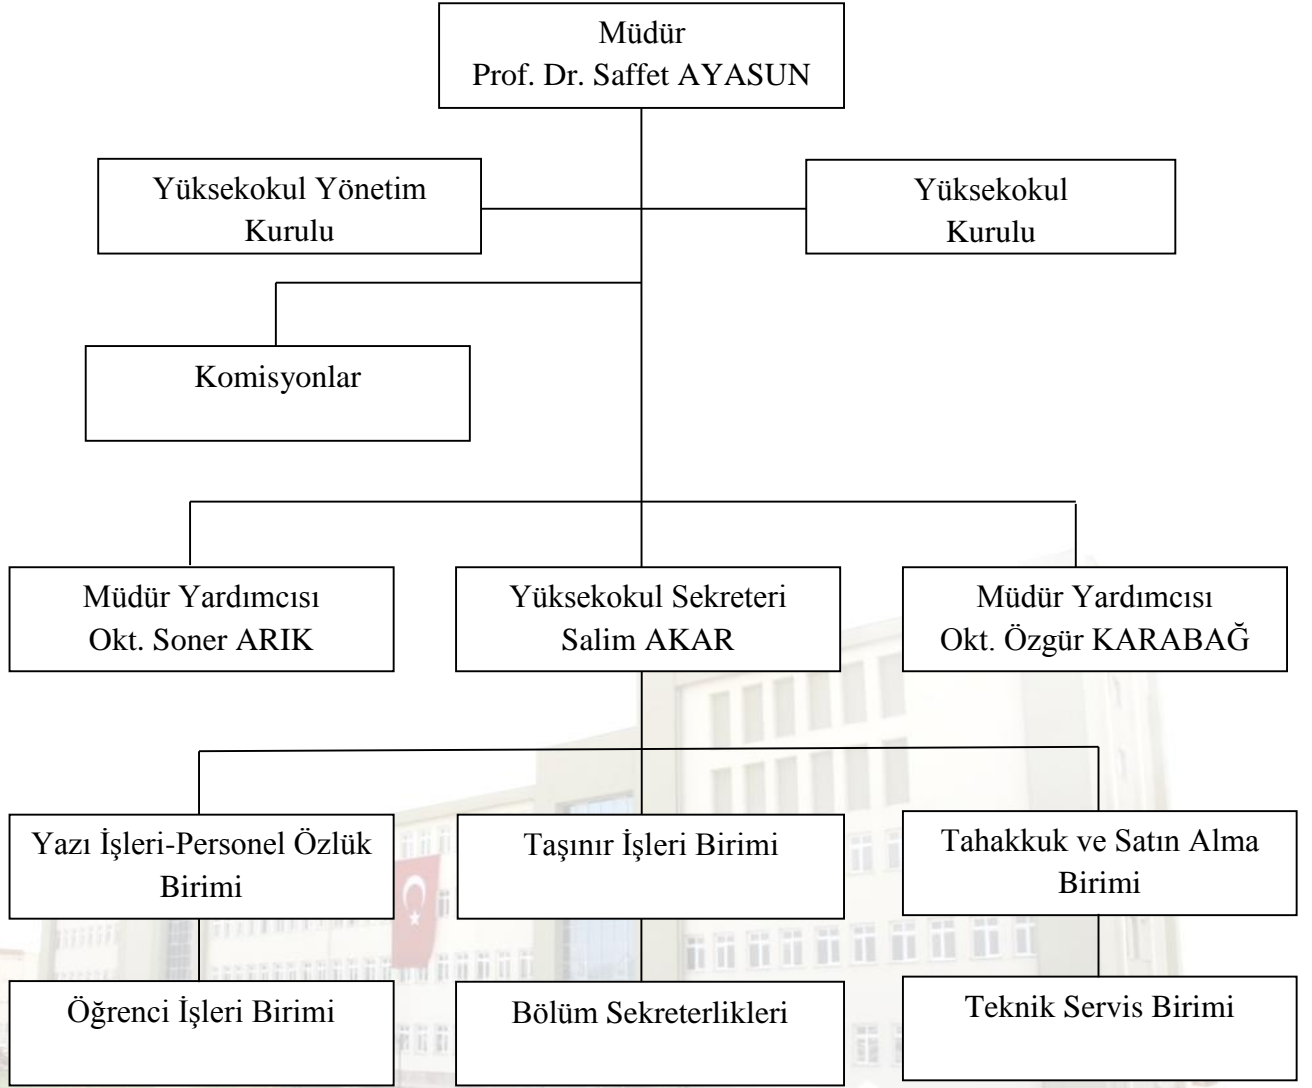 Müdür
Prof. Dr. Saffet AYASUN
Yüksekokul Yönetim
Kurulu
Yüksekokul
Kurulu
Komisyonlar
Müdür Yardımcısı
Okt. Soner ARIK
Yüksekokul Sekreteri
Salim AKAR
Müdür Yardımcısı
Okt. Özgür KARABAĞ
Yazı İşleri-Personel Özlük
Birimi
Taşınır İşleri Birimi
Tahakkuk ve Satın Alma
Birimi
Öğrenci İşleri Birimi
Bölüm Sekreterlikleri
Teknik Servis Birimi